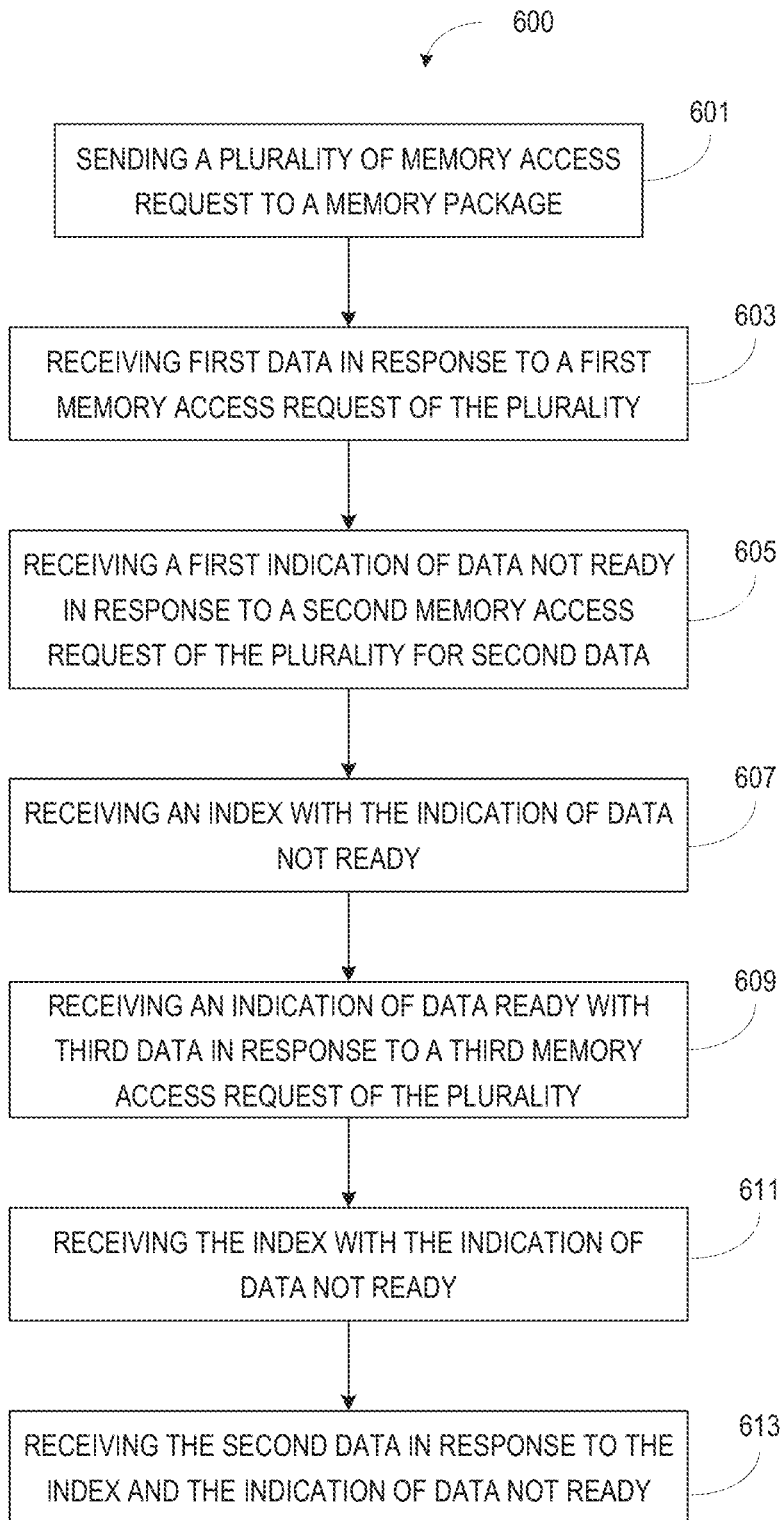 600
601
SENDING A PLURALITY OF MEMORY ACCESS
REQUEST TO A MEMORY PACKAGE
603
RECEIVING FIRST DATA IN RESPONSE TO A FIRST
MEMORY ACCESS REQUEST OF THE PLURALITY
605
RECEIVING A FIRST INDICATION OF DATA NOT READY
IN RESPONSE TO A SECOND MEMORY ACCESS
REQUEST OF THE PLURALITY FOR SECOND DATA
607
RECEIVING AN INDEX WITH THE INDICATION OF DATA
NOT READY
609
RECEIVING AN INDICATION OF DATA READY WITH
THIRD DATA IN RESPONSE TO A THIRD MEMORY
ACCESS REQUEST OF THE PLURALITY
611
RECEIVING THE INDEX WITH THE INDICATION OF
DATA NOT READY
613
RECEIVING THE SECOND DATA IN RESPONSE TO THE
INDEX AND THE INDICATION OF DATA NOT READY